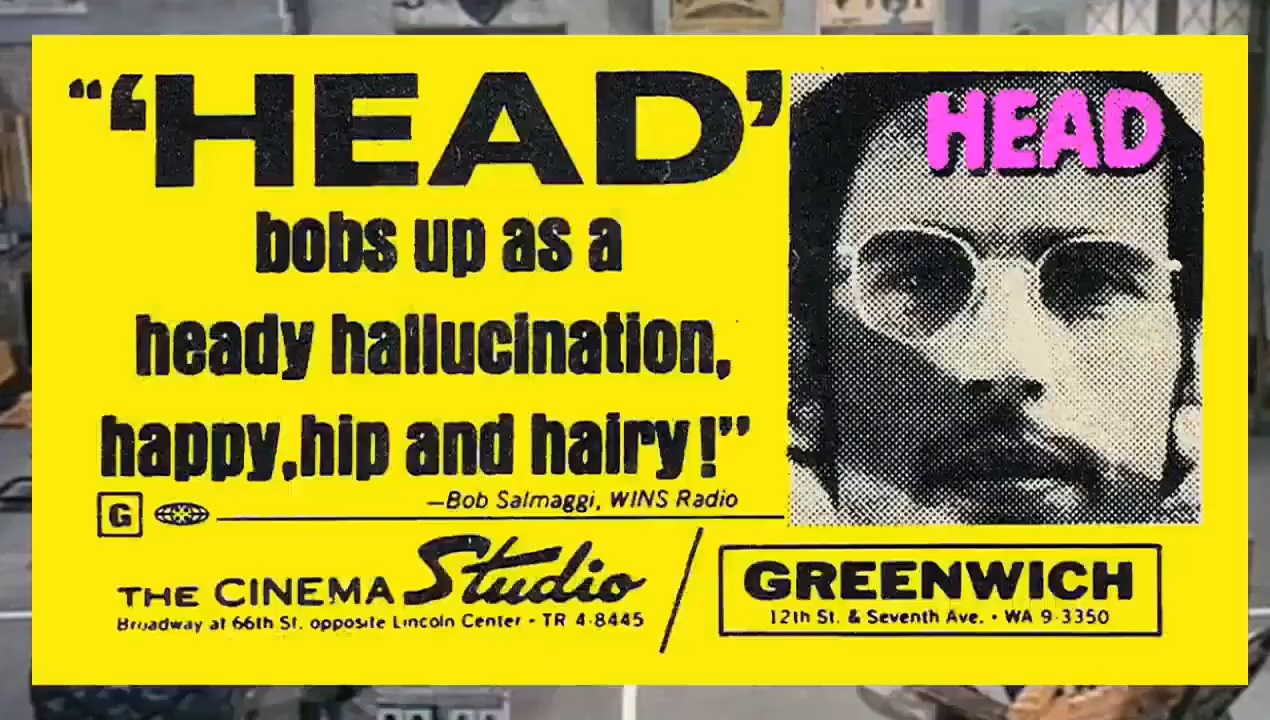 “‘HEAD’
HEAD
bobs up as a
heady hallucination,
happy, hip and hairy!”
—Bob Salmaggi, WINS Radio
G
THE CINEMA Studio
Broadway at 66th St. opposite Lincoln Center · TR 4-8445
GREENWICH
12th St. & Seventh Ave. · WA 9-3350